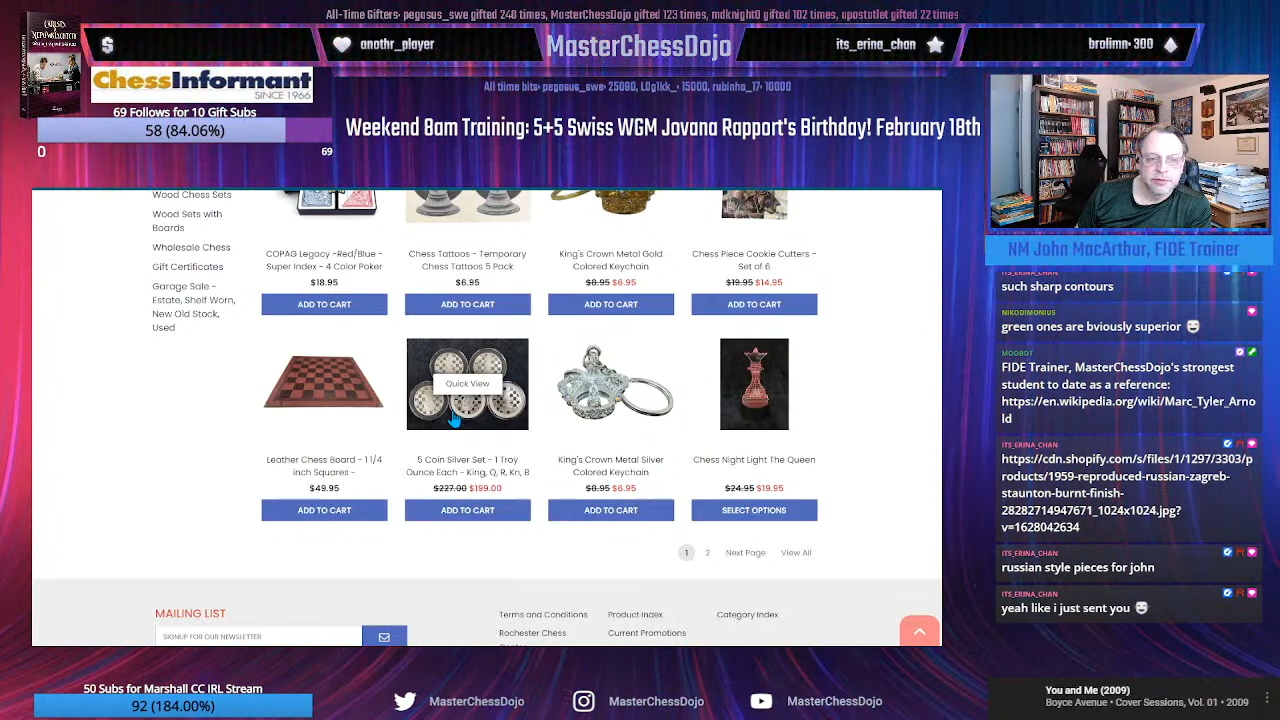 All-Time Gifters• pegasus_swe gifted 240 times, MasterChessDojo gifted 123 times, mdknight0 gifted 102 times, apostutlet gifted 22 times
$
anothr_player
MasterChessDojo
its_erina_chan
brolimn• 300
All tiime bits• pegasus_swe• 25090, L0g1kk_• 15000, rubinho_17• 10000
ChessInformant
SINCE 1966
69 Follows for 10 Gift Subs
58 (84.06%)
0
69
Weekend 8am Training: 5+5 Swiss WGM Jovana Rapport's Birthday! February 18th
NM John MacArthur, FIDE Trainer
Wood Chess Sets
Wood Sets with
Boards
Wholesale Chess
Gift Certificates
Garage Sale -
Estate, Shelf Worn,
New Old Stock,
Used
COPAG Legacy -Red/Blue -
Super Index - 4 Color Poker
$18.95
ADD TO CART
Chess Tattoos - Temporary
Chess Tattoos 5 Pack
$6.95
ADD TO CART
King's Crown Metal Gold
Colored Keychain
$8.95 $6.95
ADD TO CART
Chess Piece Cookie Cutters -
Set of 6
$19.95 $14.95
ADD TO CART
Quick View
Leather Chess Board - 1 1/4
inch Squares -
$49.95
ADD TO CART
5 Coin Silver Set - 1 Troy
Ounce Each - King, Q, R, Kn, B
$227.00 $199.00
ADD TO CART
King's Crown Metal Silver
Colored Keychain
$8.95 $6.95
ADD TO CART
Chess Night Light The Queen
$24.95 $19.95
SELECT OPTIONS
1
2
Next Page
View All
MAILING LIST
SIGNUP FOR OUR NEWSLETTER
Terms and Conditions
Rochester Chess
Product Index
Current Promotions
Category Index
ITS_ERINA_CHAN
such sharp contours
NIKODIMONIUS
green ones are bviously superior
MOOBOT
FIDE Trainer, MasterChessDojo's strongest
student to date as a reference:
https://en.wikipedia.org/wiki/Marc_Tyler_Arno
ld
ITS_ERINA_CHAN
https://cdn.shopify.com/s/files/1/1297/3303/p
roducts/1959-reproduced-russian-zagreb-
staunton-burnt-finish-
28282714947671_1024x1024.jpg?
v=1628042634
ITS_ERINA_CHAN
russian style pieces for john
ITS_ERINA_CHAN
yeah like i just sent you
50 Subs for Marshall CC IRL Stream
92 (184.00%)
MasterChessDojo
MasterChessDojo
MasterChessDojo
You and Me (2009)
Boyce Avenue • Cover Sessions, Vol. 01 • 2009